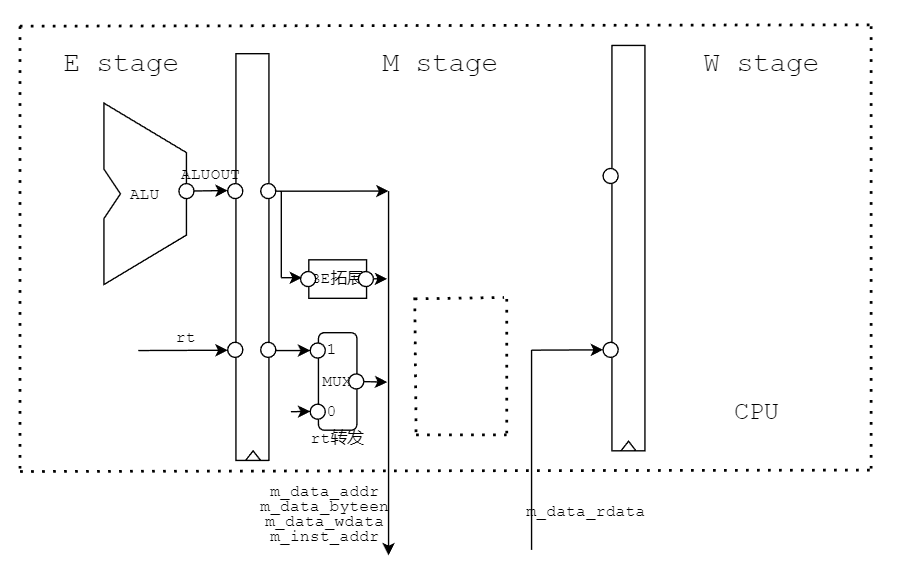 E stage
M stage
W stage
ALUOUT
ALU
BE拓展
rt
1
MUX
0
rt转发
CPU
m_data_addr
m_data_byteen
m_data_wdata
m_inst_addr
m_data_rdata